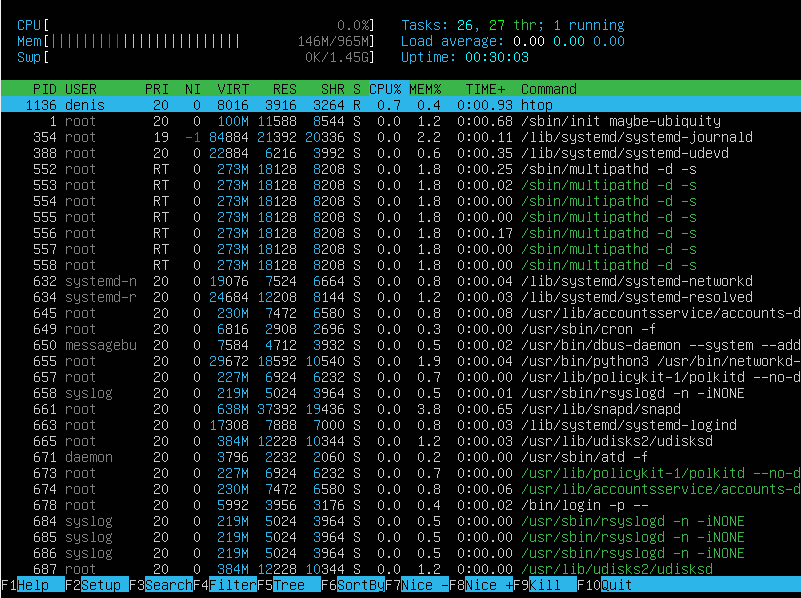 CPU[ 0.0%] Tasks: 26, 27 thr; 1 running
Mem[||||||||||||||||||||||||| 146M/965M] Load average: 0.00 0.00 0.00
Swp[ 0K/1.45G] Uptime: 00:30:03
PID USER PRI NI VIRT RES SHR S CPU% MEM% TIME+ Command
1136 denis 20 0 8016 3916 3264 R 0.7 0.4 0:00.93 htop
1 root 20 0 100M 11588 8544 S 0.0 1.2 0:00.68 /sbin/init maybe-ubiquity
354 root 19 -1 84884 21392 20336 S 0.0 2.2 0:00.11 /lib/systemd/systemd-journald
388 root 20 0 22884 6216 3992 S 0.0 0.6 0:00.35 /lib/systemd/systemd-udevd
552 root RT 0 273M 18128 8208 S 0.0 1.8 0:00.25 /sbin/multipathd -d -s
553 root RT 0 273M 18128 8208 S 0.0 1.8 0:00.02 /sbin/multipathd -d -s
554 root RT 0 273M 18128 8208 S 0.0 1.8 0:00.00 /sbin/multipathd -d -s
555 root RT 0 273M 18128 8208 S 0.0 1.8 0:00.00 /sbin/multipathd -d -s
556 root RT 0 273M 18128 8208 S 0.0 1.8 0:00.17 /sbin/multipathd -d -s
557 root RT 0 273M 18128 8208 S 0.0 1.8 0:00.00 /sbin/multipathd -d -s
558 root RT 0 273M 18128 8208 S 0.0 1.8 0:00.00 /sbin/multipathd -d -s
632 systemd-n 20 0 19076 7524 6664 S 0.0 0.8 0:00.04 /lib/systemd/systemd-networkd
634 systemd-r 20 0 24684 12208 8144 S 0.0 1.2 0:00.03 /lib/systemd/systemd-resolved
645 root 20 0 230M 7472 6580 S 0.0 0.8 0:00.08 /usr/lib/accountsservice/accounts-d
649 root 20 0 6816 2908 2696 S 0.0 0.3 0:00.00 /usr/sbin/cron -f
650 messagebu 20 0 7584 4712 3932 S 0.0 0.5 0:00.02 /usr/bin/dbus-daemon --system --add
655 root 20 0 29672 18592 10540 S 0.0 1.9 0:00.04 /usr/bin/python3 /usr/bin/networkd-
657 root 20 0 227M 6924 6232 S 0.0 0.7 0:00.00 /usr/lib/policykit-1/polkitd --no-d
658 syslog 20 0 219M 5024 3964 S 0.0 0.5 0:00.01 /usr/sbin/rsyslogd -n -iNONE
661 root 20 0 638M 37392 19436 S 0.0 3.8 0:00.65 /usr/lib/snapd/snapd
663 root 20 0 17308 7888 7000 S 0.0 0.8 0:00.03 /lib/systemd/systemd-logind
665 root 20 0 384M 12228 10344 S 0.0 1.2 0:00.03 /usr/lib/udisks2/udisksd
671 daemon 20 0 3796 2232 2060 S 0.0 0.2 0:00.00 /usr/sbin/atd -f
673 root 20 0 227M 6924 6232 S 0.0 0.7 0:00.00 /usr/lib/policykit-1/polkitd --no-d
674 root 20 0 230M 7472 6580 S 0.0 0.8 0:00.06 /usr/lib/accountsservice/accounts-d
678 root 20 0 5992 3956 3176 S 0.0 0.4 0:00.02 /bin/login -p --
684 syslog 20 0 219M 5024 3964 S 0.0 0.5 0:00.00 /usr/sbin/rsyslogd -n -iNONE
685 syslog 20 0 219M 5024 3964 S 0.0 0.5 0:00.00 /usr/sbin/rsyslogd -n -iNONE
686 syslog 20 0 219M 5024 3964 S 0.0 0.5 0:00.00 /usr/sbin/rsyslogd -n -iNONE
687 root 20 0 384M 12228 10344 S 0.0 1.2 0:00.00 /usr/lib/udisks2/udisksd
F1Help F2Setup F3SearchF4FilterF5Tree F6SortByF7Nice -F8Nice +F9Kill F10Quit